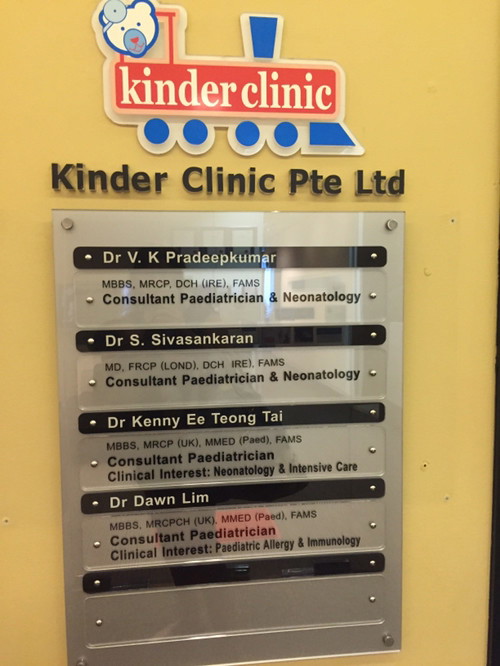 kinder clinic
Kinder Clinic Pte Ltd
Dr V. K Pradeepkumar
MBBS, MRCP, DCH (IRE), FAMS
Consultant Paediatrician & Neonatology
Dr S. Sivasankaran
MD, FRCP (LOND), DCH IRE), FAMS
Consultant Paediatrician & Neonatology
Dr Kenny Ee Teong Tai
MBBS, MRCP (UK), MMED (Paed), FAMS
Consultant Paediatrician
Clinical Interest: Neonatology & Intensive Care
Dr Dawn Lim
MBBS, MRCPCH (UK), MMED (Paed), FAMS
Consultant Paediatrician
Clinical Interest: Paediatric Allergy & Immunology